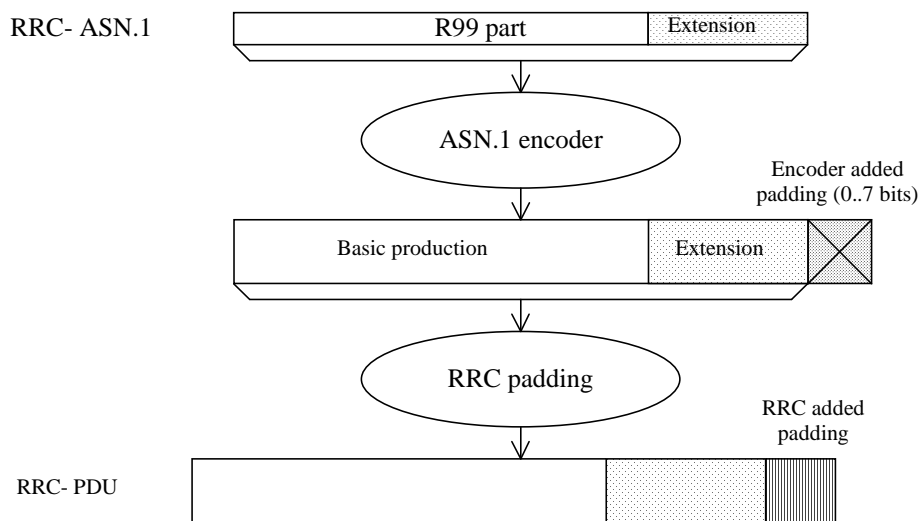 RRC- ASN.1
R99 part
Extension
ASN.1 encoder
Encoder added
padding (0..7 bits)
Basic production
Extension
RRC padding
RRC added
padding
RRC- PDU